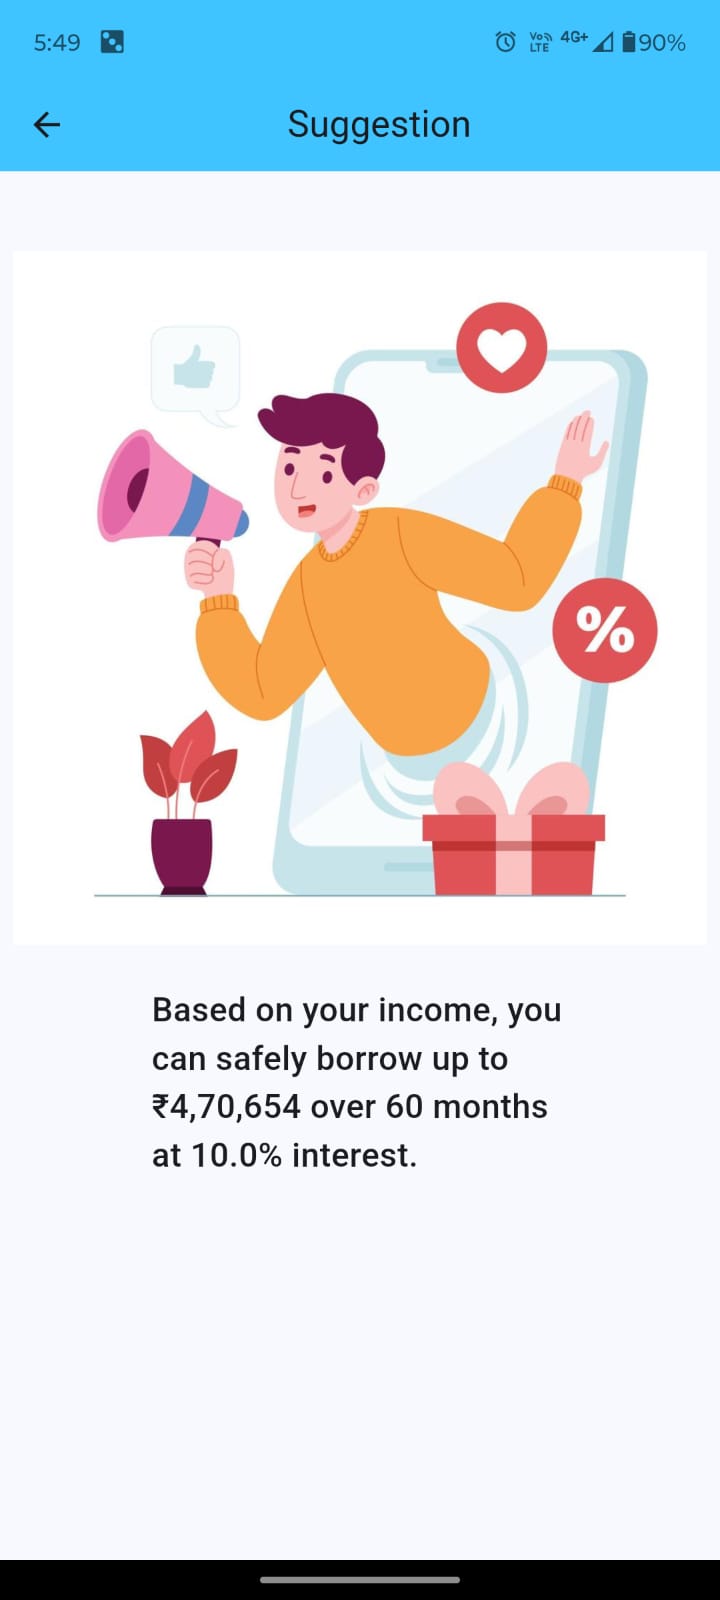 5:49 Vo LTE 4G+ 90%
Suggestion
%
Based on your income, you
can safely borrow up to
₹4,70,654 over 60 months
at 10.0% interest.